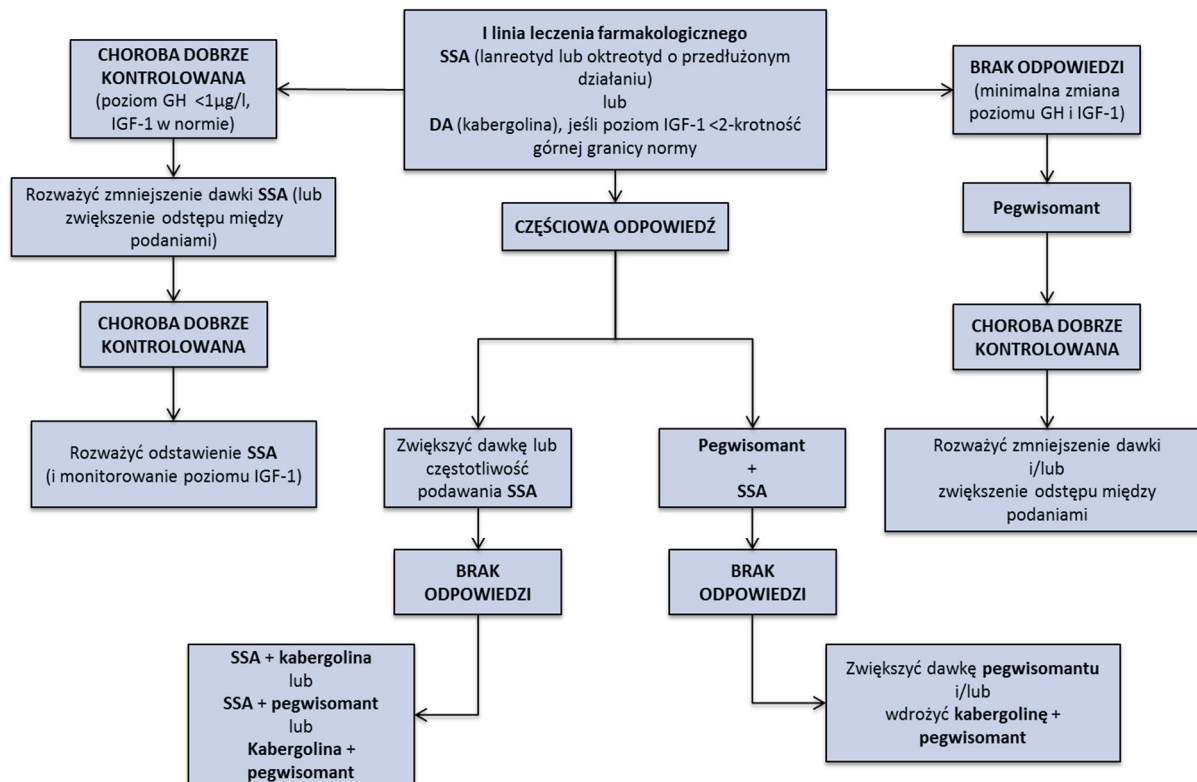 I linia leczenia farmakologicznego
SSA (lanreotyd lub oktreotyd o przedłużonym
działaniu)
lub
DA (kabergolina), jeśli poziom IGF-1 <2-krotność
górnej granicy normy
CHOROBA DOBRZE
KONTROLOWANA
(poziom GH <1µg/l,
IGF-1 w normie)
Rozważyć zmniejszenie dawki SSA (lub
zwiększenie odstępu między
podaniami)
CHOROBA DOBRZE
KONTROLOWANA
Rozważyć odstawienie SSA
(i monitorowanie poziomu IGF-1)
CZĘŚCIOWA ODPOWIEDŹ
Zwiększyć dawkę lub
częstotliwość
podawania SSA
BRAK
ODPOWIEDZI
SSA + kabergolina
lub
SSA + pegwisomant
lub
Kabergolina +
pegwisomant
Pegwisomant
+
SSA
BRAK
ODPOWIEDZI
Zwiększyć dawkę pegwisomantu
i/lub
wdrożyć kabergolinę +
pegwisomant
BRAK ODPOWIEDZI
(minimalna zmiana
poziomu GH i IGF-1)
Pegwisomant
CHOROBA DOBRZE
KONTROLOWANA
Rozważyć zmniejszenie dawki
i/lub
zwiększenie odstępu między
podaniami